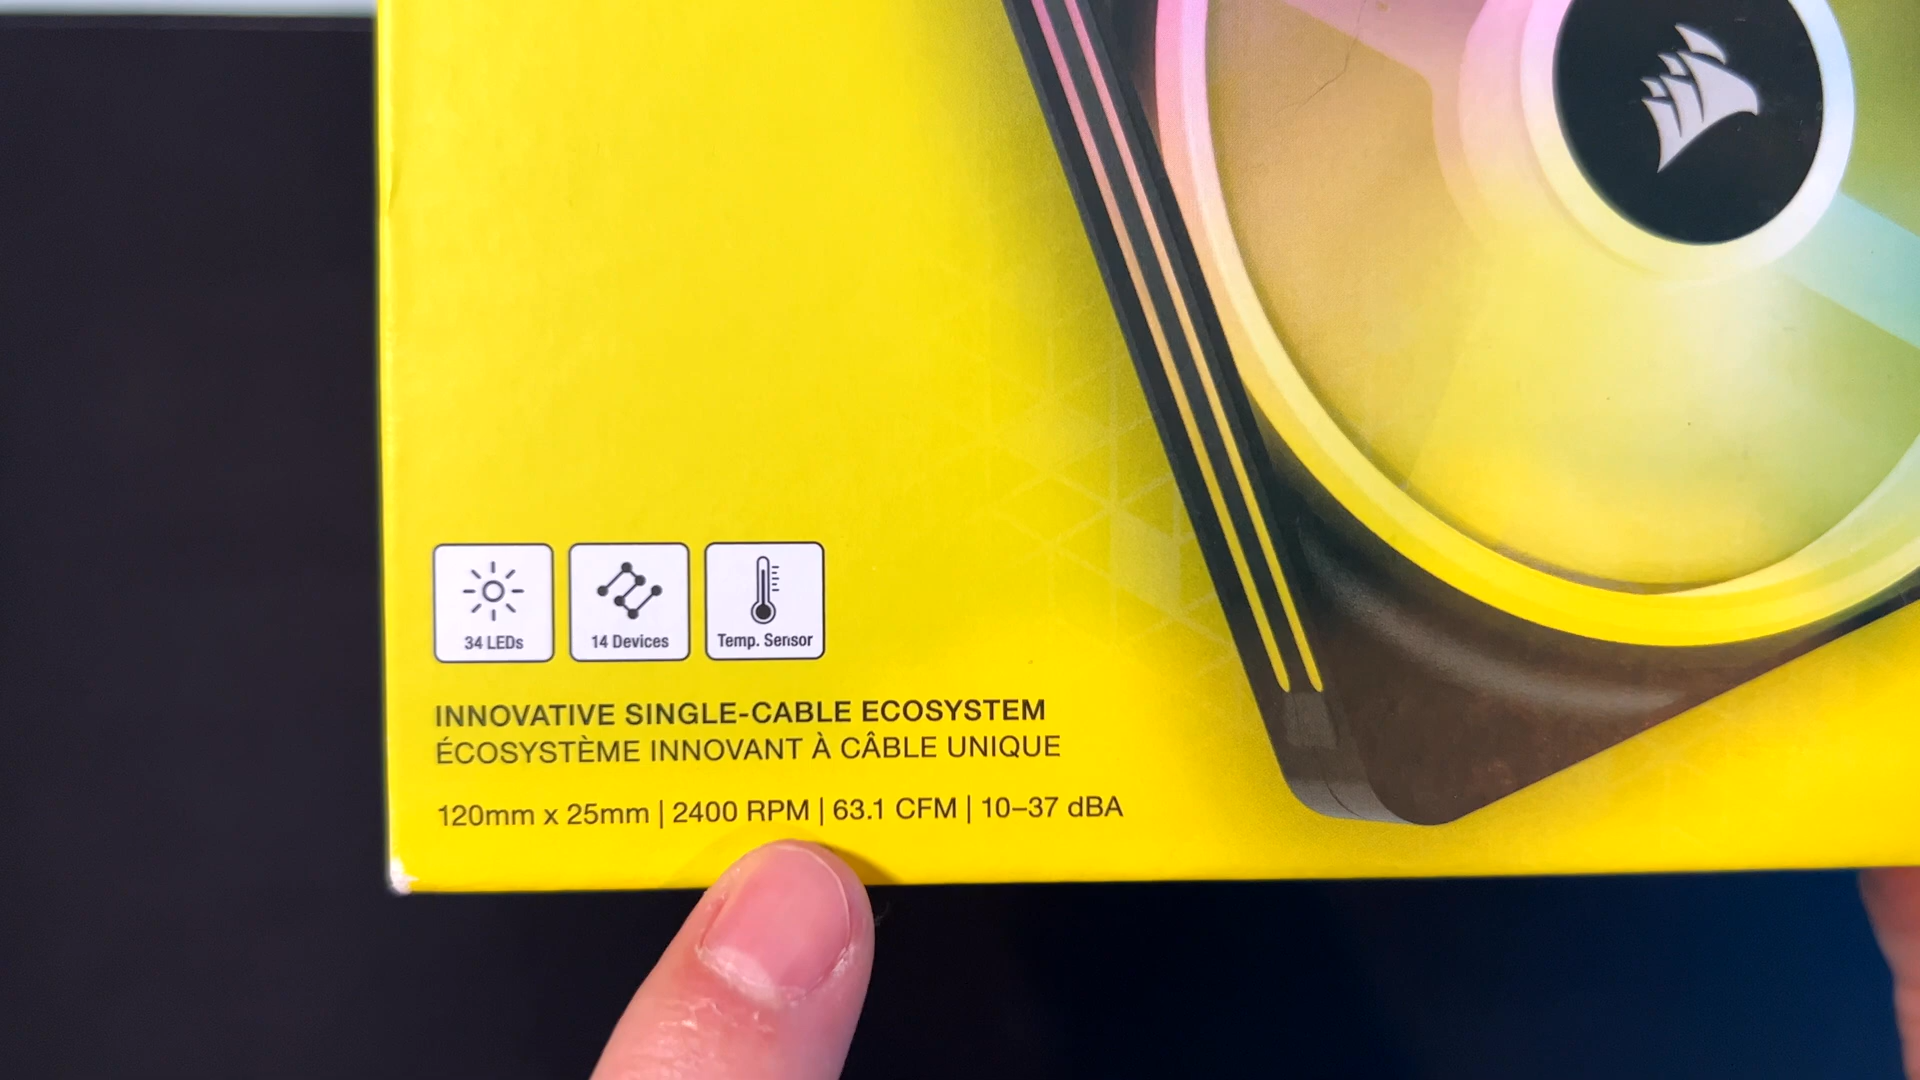 34 LEDs
14 Devices
Temp. Sensor
INNOVATIVE SINGLE-CABLE ECOSYSTEM
ÉCOSYSTÈME INNOVANT À CÂBLE UNIQUE
120mm x 25mm | 2400 RPM | 63.1 CFM | 10–37 dBA